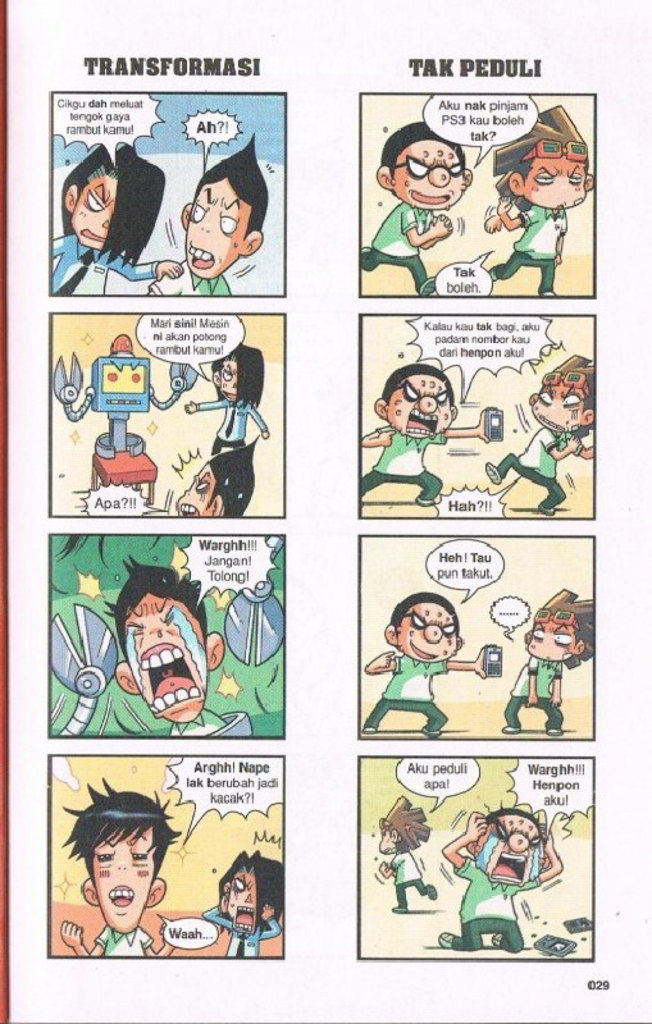 TRANSFORMASI
Cikgu dah meluat
tengok gaya
rambut kamu!
Ah?!
Mari sini! Mesin
ni akan potong
rambut kamu!
Apa?!!
Warghh!!!
Jangan!
Tolong!
Arghh! Nape
lak berubah jadi
kacak?!
Waah...
TAK PEDULI
Aku nak pinjam
PS3 kau boleh
tak?
Tak
boleh.
Kalau kau tak bagi, aku
padam nombor kau
dari henpon aku!
Hah?!!
Heh! Tau
pun takut.
......
Aku peduli
apa!
Warghh!!!
Henpon
aku!
029